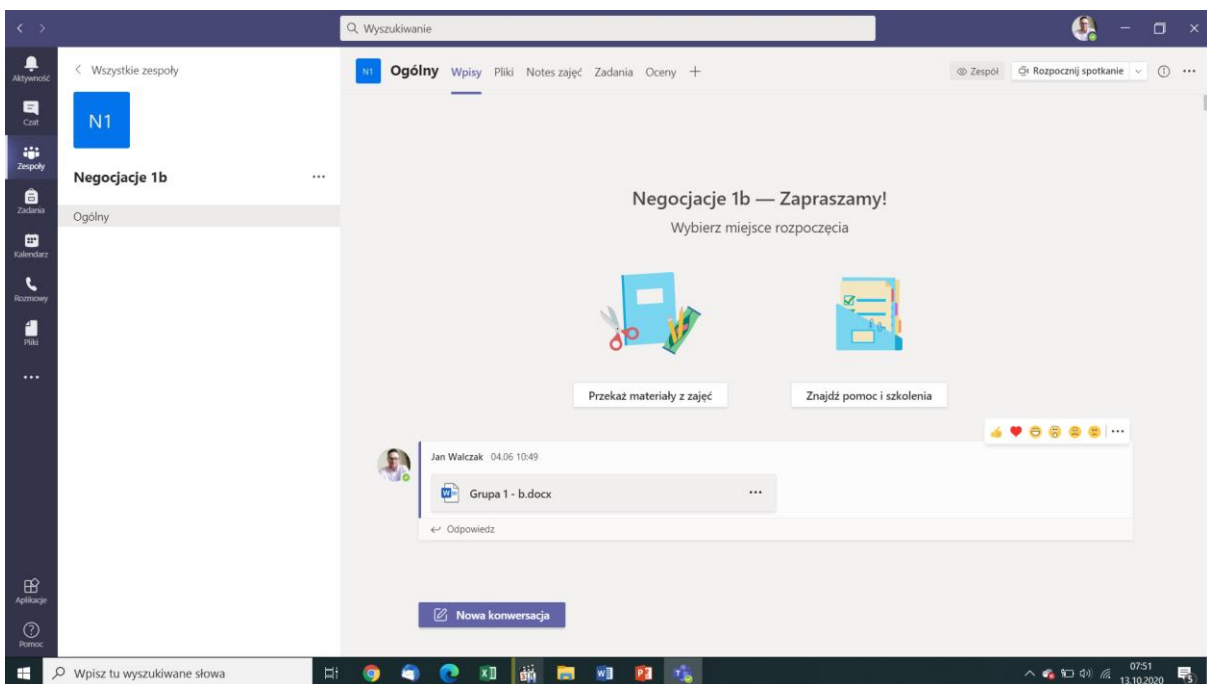 Wyszukiwanie
Aktywność
Czat
Zespoły
Zadania
Kalendarz
Rozmowy
Pliki
Aplikacje
Pomoc
Wszystkie zespoły
N1
Negocjacje 1b
Ogólny
N1 Ogólny Wpisy Pliki Notes zajęć Zadania Oceny
Zespół Rozpocznij spotkanie
Negocjacje 1b — Zapraszamy!
Wybierz miejsce rozpoczęcia
Przekaż materiały z zajęć Znajdź pomoc i szkolenia
Jan Walczak 04.06 10:49
Grupa 1 - b.docx
Odpowiedz
Nowa konwersacja
Wpisz tu wyszukiwane słowa
07:51
13.10.2020